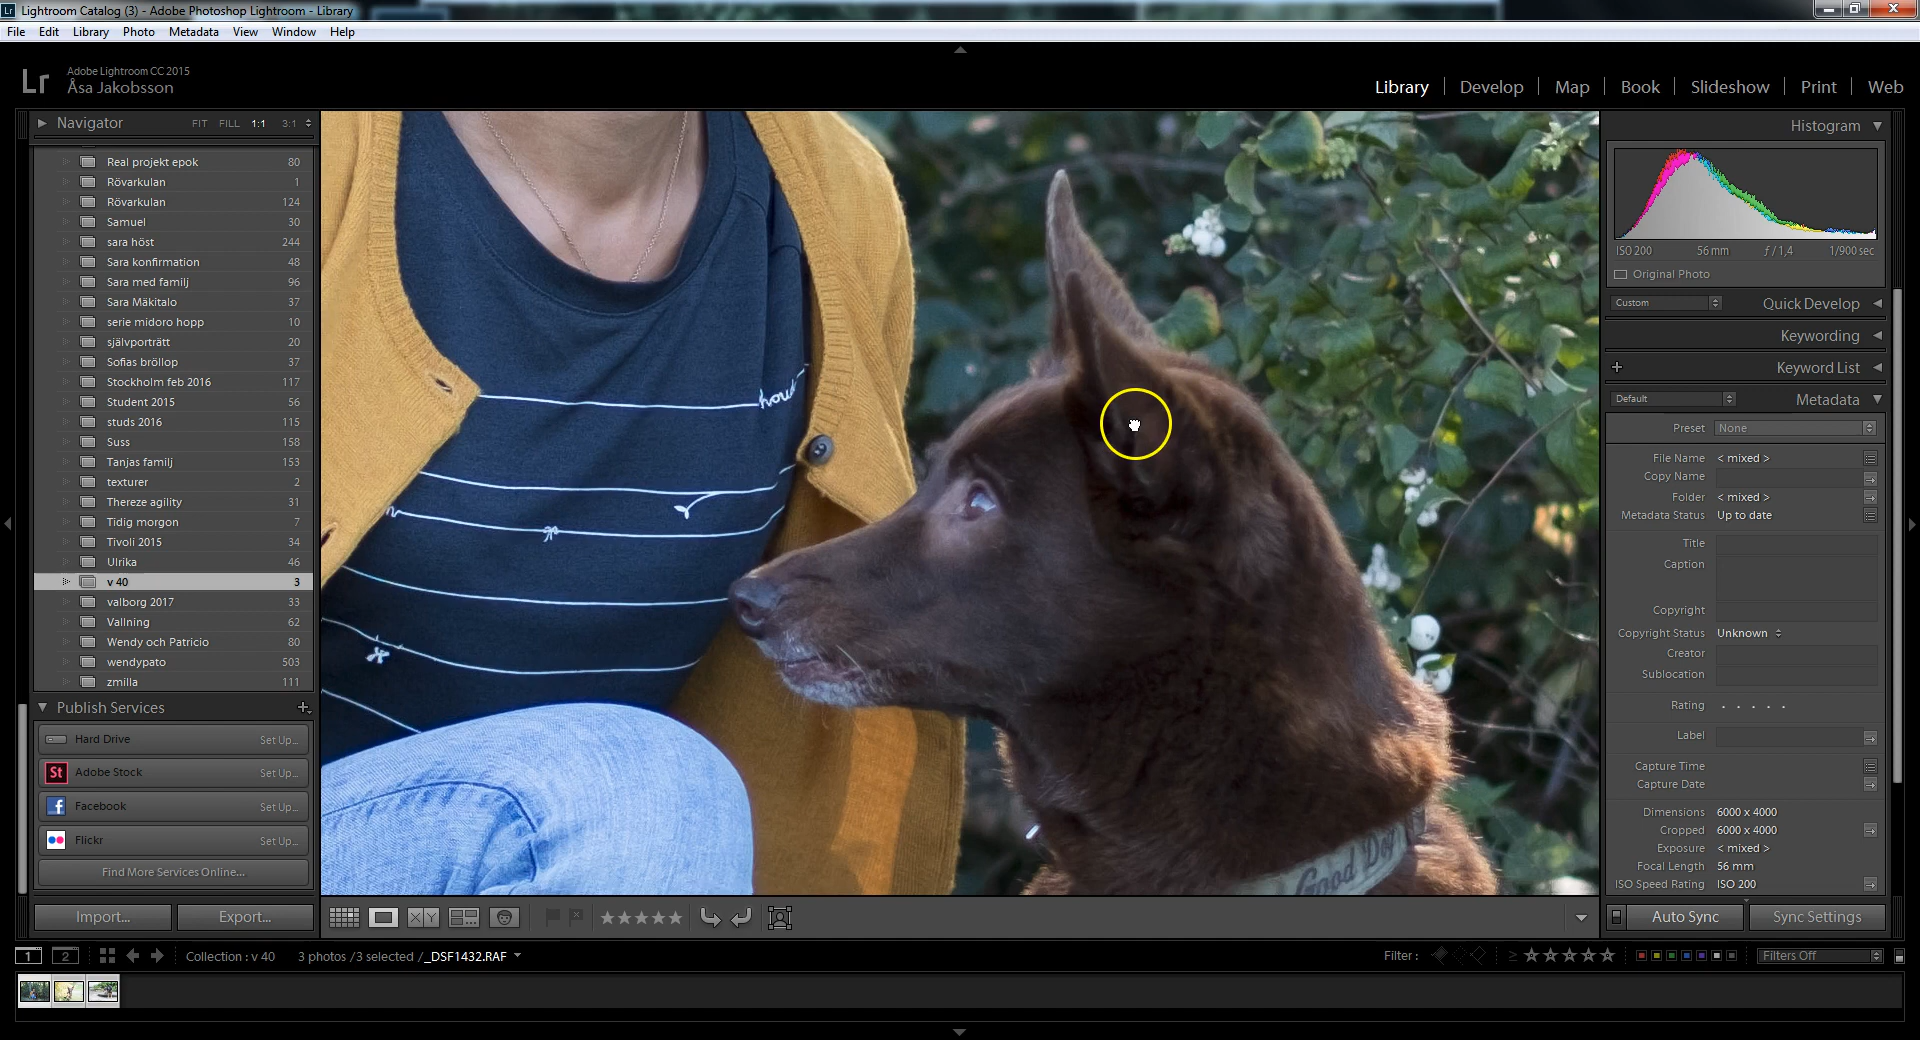 Lightroom Catalog (3) - Adobe Photoshop Lightroom - Library
File Edit Library Photo Metadata View Window Help
Lr Adobe Lightroom CC 2015
Åsa Jakobsson
Library Develop Map Book Slideshow Print Web
Navigator FIT FILL 1:1 3:1
Real projekt epok 80
Rövarkulan 1
Rövarkulan 124
Samuel 30
sara höst 244
Sara konfirmation 48
Sara med familj 96
Sara Mäkitalo 37
serie midoro hopp 10
självporträtt 20
Sofias bröllop 37
Stockholm feb 2016 117
Student 2015 56
studs 2016 115
Suss 158
Tanjas familj 153
texturer 2
Thereze agility 31
Tidig morgon 7
Tivoli 2015 34
Ulrika 46
v 40 3
valborg 2017 33
Vallning 62
Wendy och Patricio 80
wendypato 503
zmilla 111
Publish Services
Hard Drive Set Up...
St Adobe Stock Set Up...
Facebook Set Up...
Flickr Set Up...
Find More Services Online...
Import... Export...
Good Dog
Histogram
ISO 200 56 mm ƒ / 1,4 1/900 sec
Original Photo
Custom Quick Develop
Keywording
Keyword List
Default Metadata
Preset None
File Name < mixed >
Copy Name
Folder < mixed >
Metadata Status Up to date
Title
Caption
Copyright
Copyright Status Unknown
Creator
Sublocation
Rating
Label
Capture Time
Capture Date
Dimensions 6000 x 4000
Cropped 6000 x 4000
Exposure < mixed >
Focal Length 56 mm
ISO Speed Rating ISO 200
Auto Sync Sync Settings
X Y
1 2 Collection : v 40 3 photos / 3 selected / _DSF1432.RAF
Filter : Filters Off